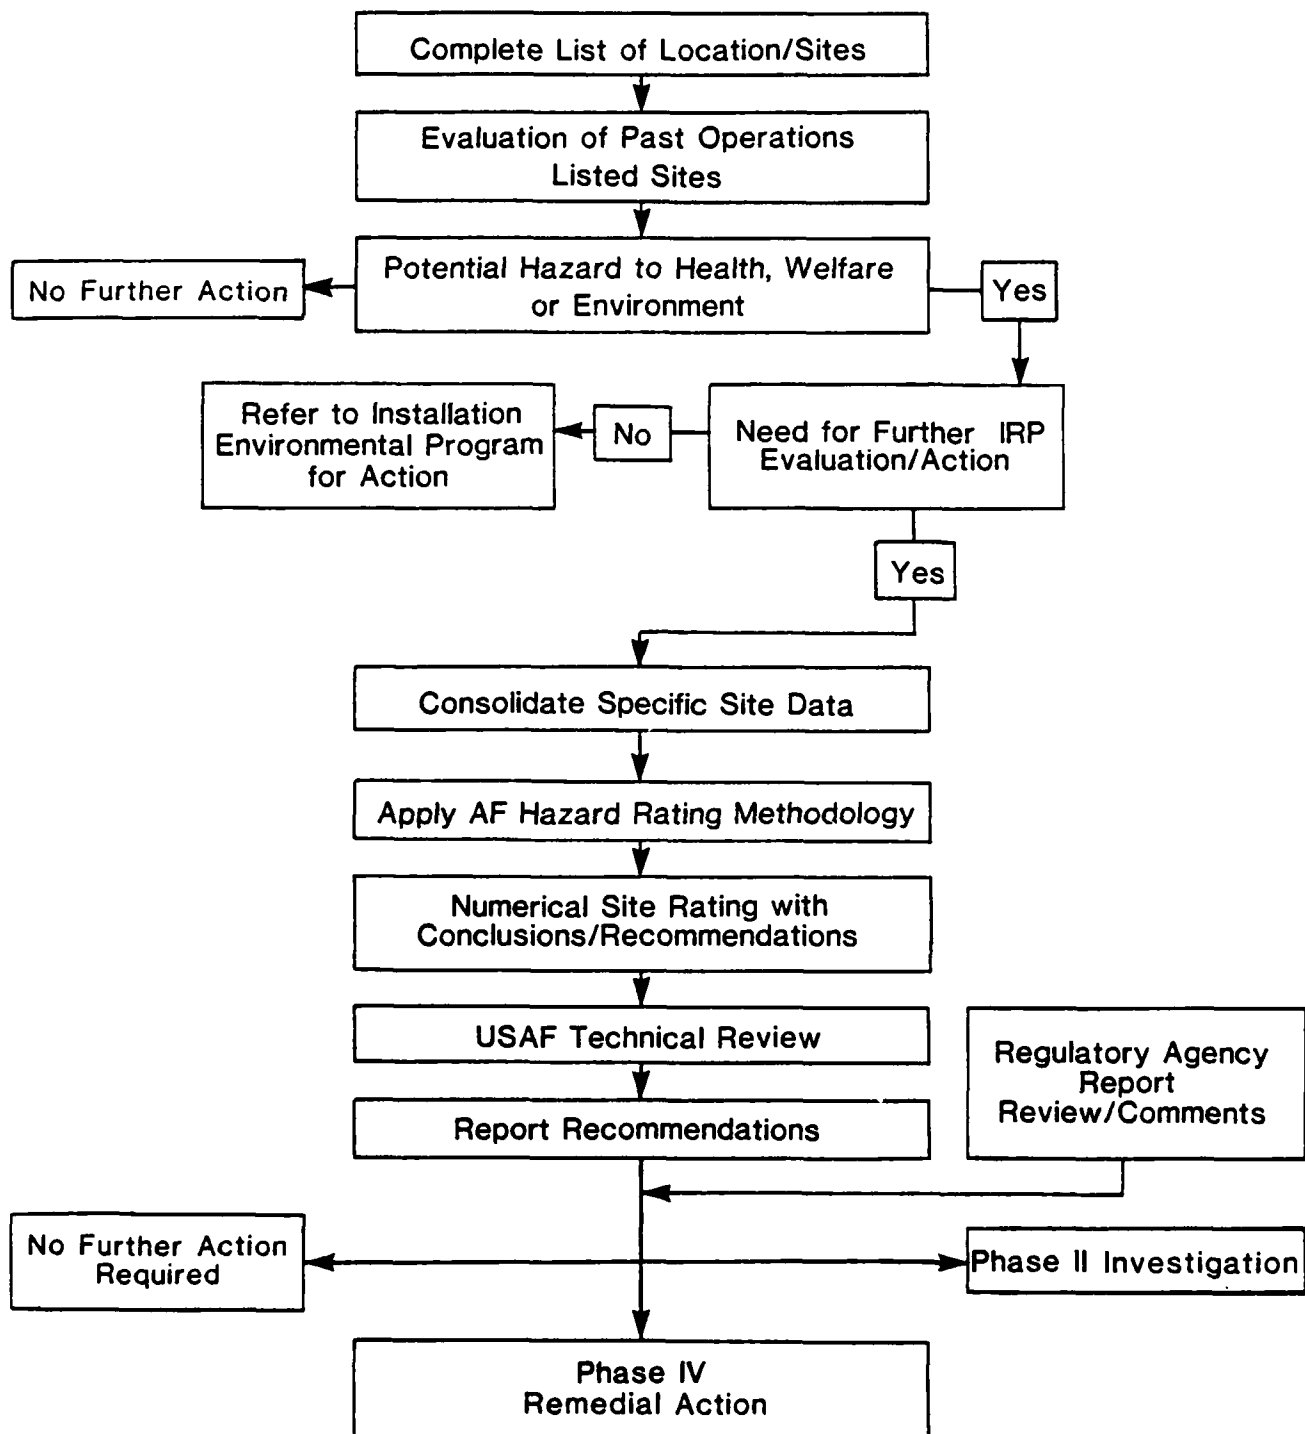 Complete List of Location/Sites
Evaluation of Past Operations
Listed Sites
Potential Hazard to Health, Welfare
or Environment
No Further Action
Yes
Refer to Installation
Environmental Program
for Action
No
Need for Further IRP
Evaluation/Action
Yes
Consolidate Specific Site Data
Apply AF Hazard Rating Methodology
Numerical Site Rating with
Conclusions/Recommendations
USAF Technical Review
Regulatory Agency
Report
Review/Comments
Report Recommendations
No Further Action
Required
Phase II Investigation
Phase IV
Remedial Action